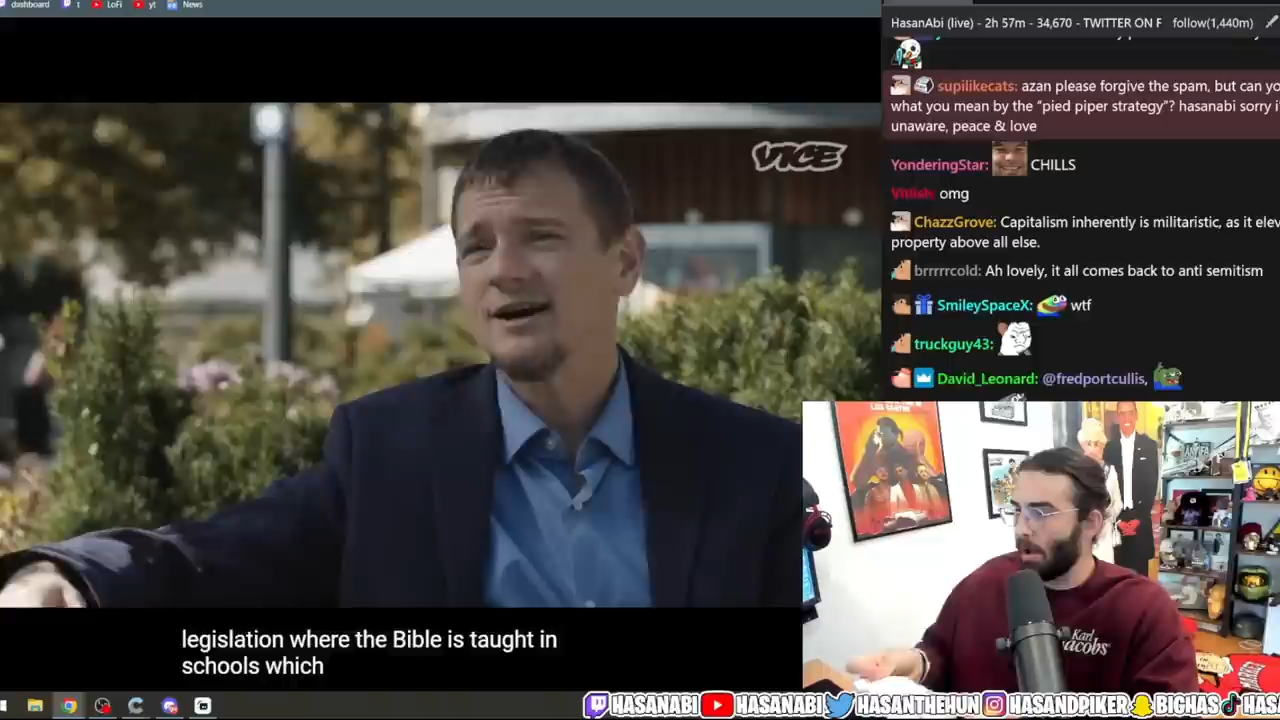 dashboard
t
LoFi
yt
News
HasanAbi (live) - 2h 57m - 34,670 - TWITTER ON F follow(1,440m)
supilikecats: azan please forgive the spam, but can yo
what you mean by the "pied piper strategy"? hasanabi sorry i
unaware, peace & love
YonderingStar: CHILLS
Vitlish: omg
ChazzGrove: Capitalism inherently is militaristic, as it elev
property above all else.
brrrrrcold: Ah lovely, it all comes back to anti semitism
SmileySpaceX: wtf
truckguy43:
David_Leonard: @fredportcullis,
VICE
Karl
Jacobs
legislation where the Bible is taught in
schools which
HASANABI HASANABI HASANTHEHUN HASANDPIKER BIGHAS HAS